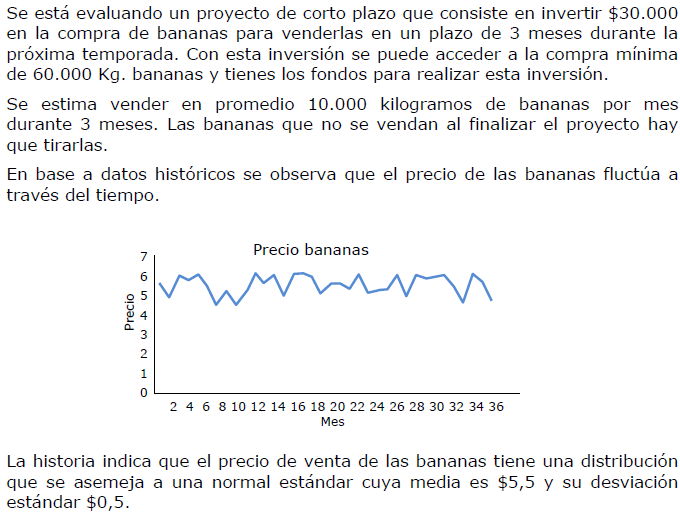 Se está evaluando un proyecto de corto plazo que consiste en invertir $30.000
en la compra de bananas para venderlas en un plazo de 3 meses durante la
próxima temporada. Con esta inversión se puede acceder a la compra mínima
de 60.000 Kg. bananas y tienes los fondos para realizar esta inversión.
Se estima vender en promedio 10.000 kilogramos de bananas por mes
durante 3 meses. Las bananas que no se vendan al finalizar el proyecto hay
que tirarlas.
En base a datos históricos se observa que el precio de las bananas fluctúa a
través del tiempo.
Precio bananas
7
6
5
4
3
2
1
0
Precio
2 4 6 8 10 12 14 16 18 20 22 24 26 28 30 32 34 36
Mes
La historia indica que el precio de venta de las bananas tiene una distribución
que se asemeja a una normal estándar cuya media es $5,5 y su desviación
estándar $0,5.